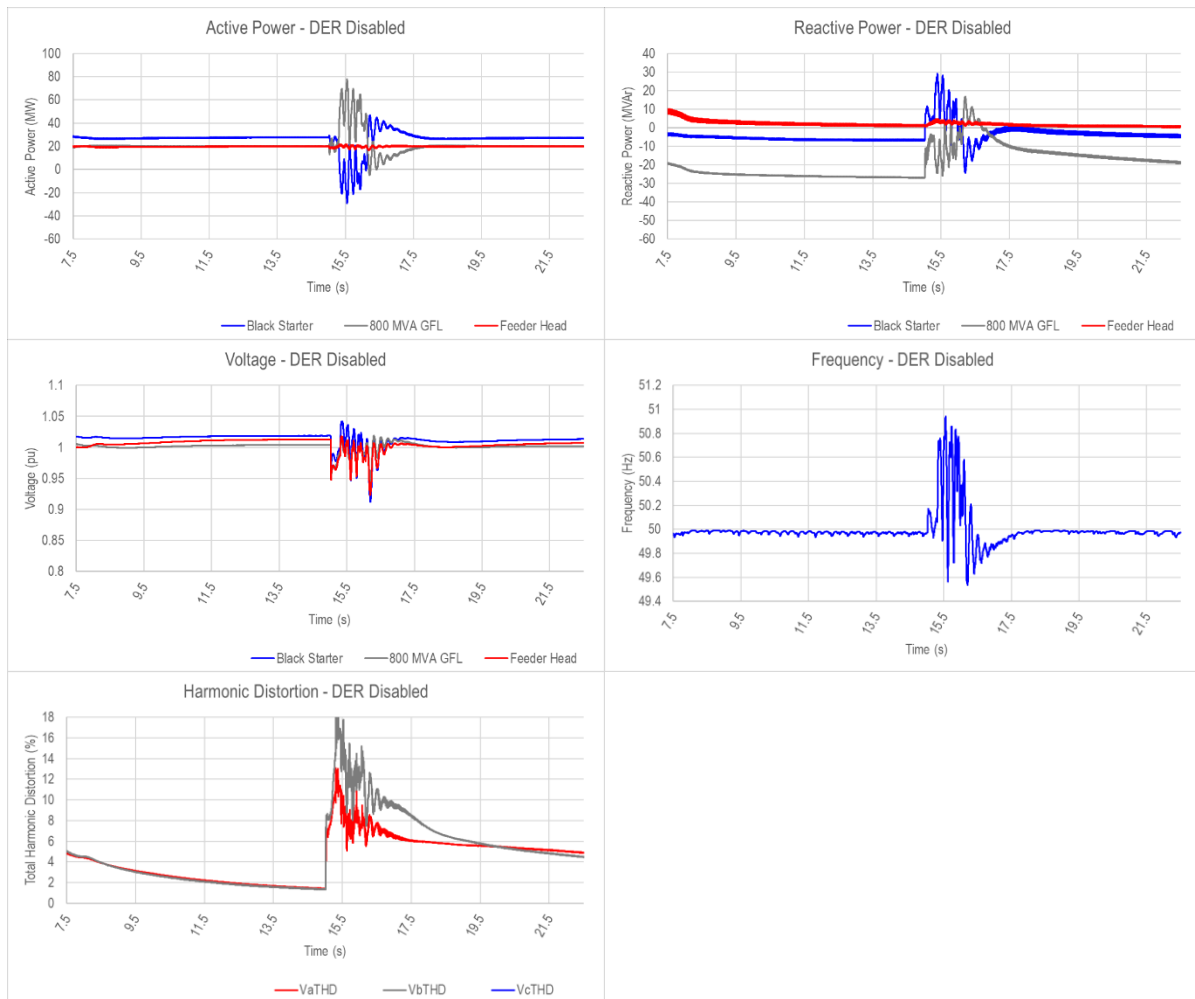 Active Power - DER Disabled
Active Power (MW)
100
80
60
40
20
0
-20
-40
-60
7.5 9.5 11.5 13.5 15.5 17.5 19.5 21.5
Time (s)
Black Starter 800 MVA GFL Feeder Head
Reactive Power - DER Disabled
Reactive Power (MVAr)
40
30
20
10
0
-10
-20
-30
-40
-50
-60
7.5 9.5 11.5 13.5 15.5 17.5 19.5 21.5
Time (s)
Black Starter 800 MVA GFL Feeder Head
Voltage - DER Disabled
Voltage (pu)
1.1
1.05
1
0.95
0.9
0.85
0.8
7.5 9.5 11.5 13.5 15.5 17.5 19.5 21.5
Time (s)
Black Starter 800 MVA GFL Feeder Head
Frequency - DER Disabled
Frequency (Hz)
51.2
51
50.8
50.6
50.4
50.2
50
49.8
49.6
49.4
7.5 9.5 11.5 13.5 15.5 17.5 19.5 21.5
Time (s)
Harmonic Distortion - DER Disabled
Total Harmonic Distortion (%)
18
16
14
12
10
8
6
4
2
0
7.5 9.5 11.5 13.5 15.5 17.5 19.5 21.5
Time (s)
VaTHD VbTHD VcTHD